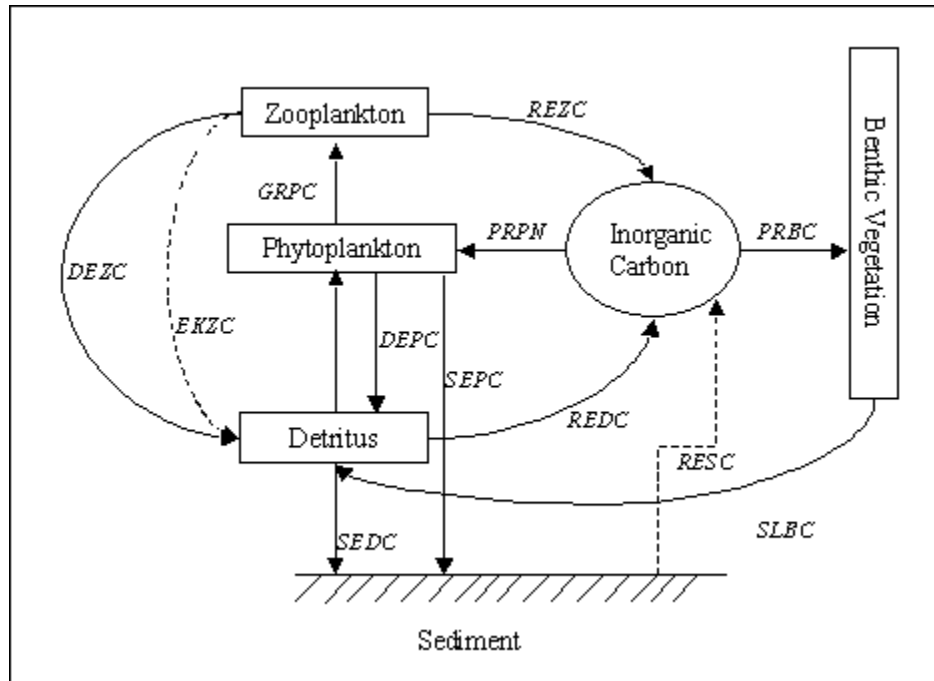 Zooplankton
REZC
GRPC
Phytoplankton
PRPN
Inorganic
Carbon
PRBC
Benthic Vegetation
DEZC
EKZC
DEPC
SEPC
Detritus
REDC
RESC
SEDC
SLBC
Sediment